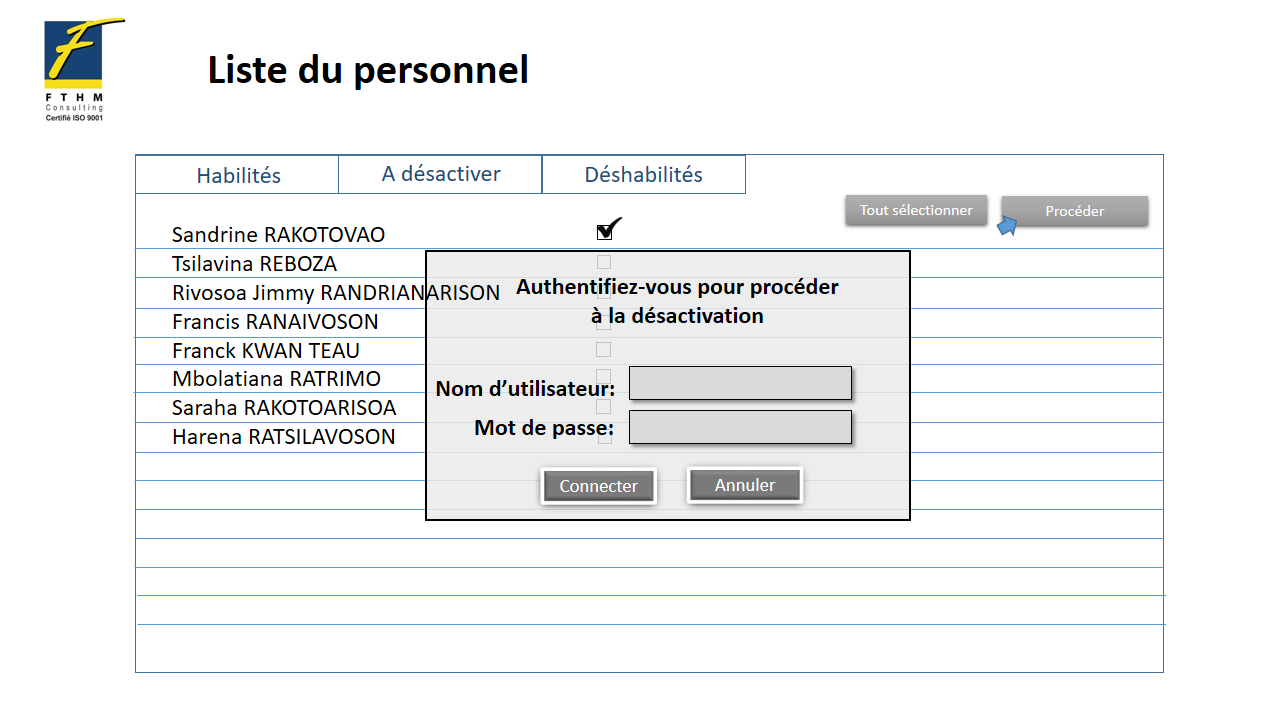 FTHM
Consulting
Certifié ISO 9001
Liste du personnel
Habilités
A désactiver
Déshabilités
Tout sélectionner
Procéder
Sandrine RAKOTOVAO
Tsilavina REBOZA
Rivosoa Jimmy RANDRIANARISON
Francis RANAIVOSON
Franck KWAN TEAU
Mbolatiana RATRIMO
Saraha RAKOTOARISOA
Harena RATSILAVOSON
Authentifiez-vous pour procéder
à la désactivation
Nom d’utilisateur:
Mot de passe:
Connecter
Annuler